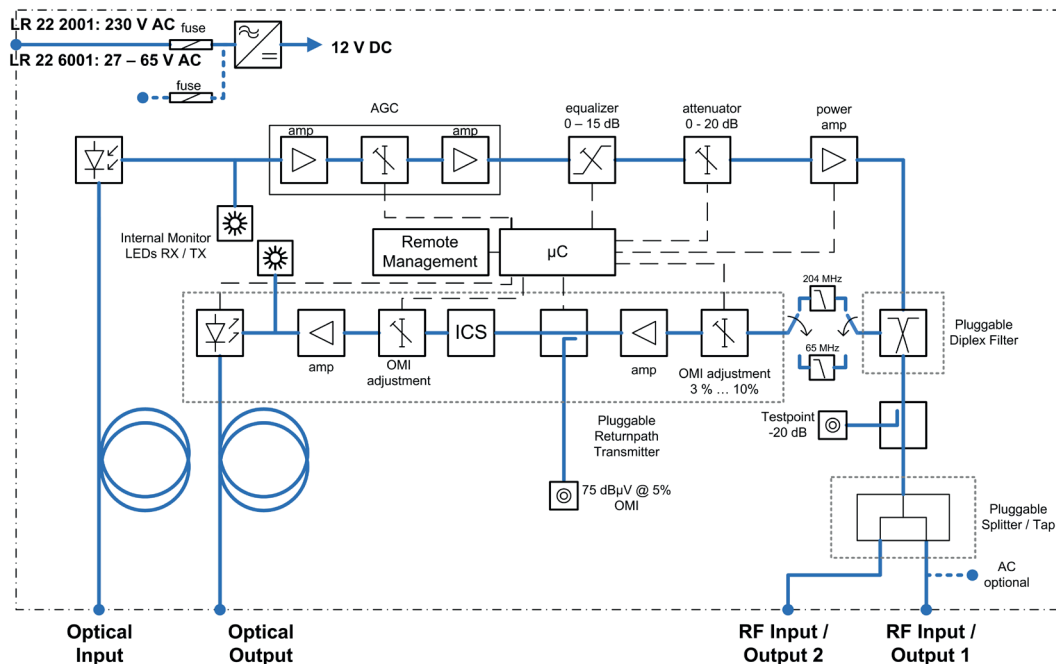 LR 22 2001: 230 V AC
fuse
12 V DC
LR 22 6001: 27 – 65 V AC
fuse
AGC
amp
amp
equalizer
0 – 15 dB
attenuator
0 - 20 dB
power
amp
Internal Monitor
LEDs RX / TX
Remote
Management
µC
204 MHz
65 MHz
Pluggable
Diplex Filter
ICS
amp
OMI
adjustment
amp
OMI adjustment
3 % ... 10%
Pluggable
Returnpath
Transmitter
Testpoint
-20 dB
75 dBµV @ 5%
OMI
Pluggable
Splitter / Tap
AC
optional
Optical
Input
Optical
Output
RF Input /
Output 2
RF Input /
Output 1